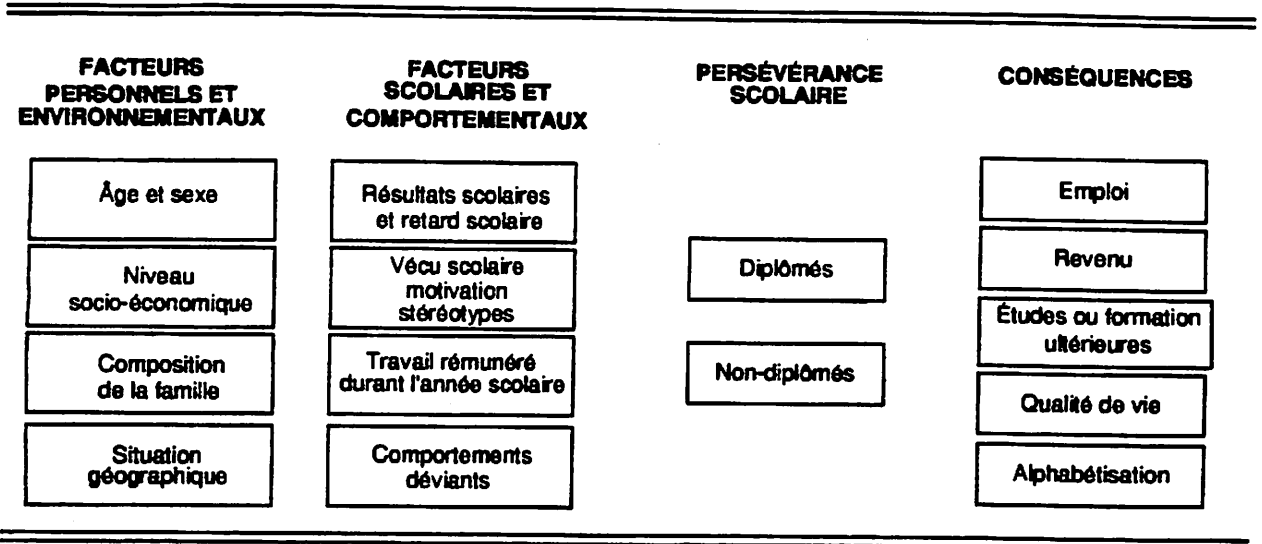 FACTEURS
PERSONNELS ET
ENVIRONNEMENTAUX
Âge et sexe
Niveau
socio-économique
Composition
de la famille
Situation
géographique
FACTEURS
SCOLAIRES ET
COMPORTEMENTAUX
Résultats scolaires
et retard scolaire
Vécu scolaire
motivation
stéréotypes
Travail rémunéré
durant l'année scolaire
Comportements
déviants
PERSÉVÉRANCE
SCOLAIRE
Diplômés
Non-diplômés
CONSÉQUENCES
Emploi
Revenu
Études ou formation
ultérieures
Qualité de vie
Alphabétisation